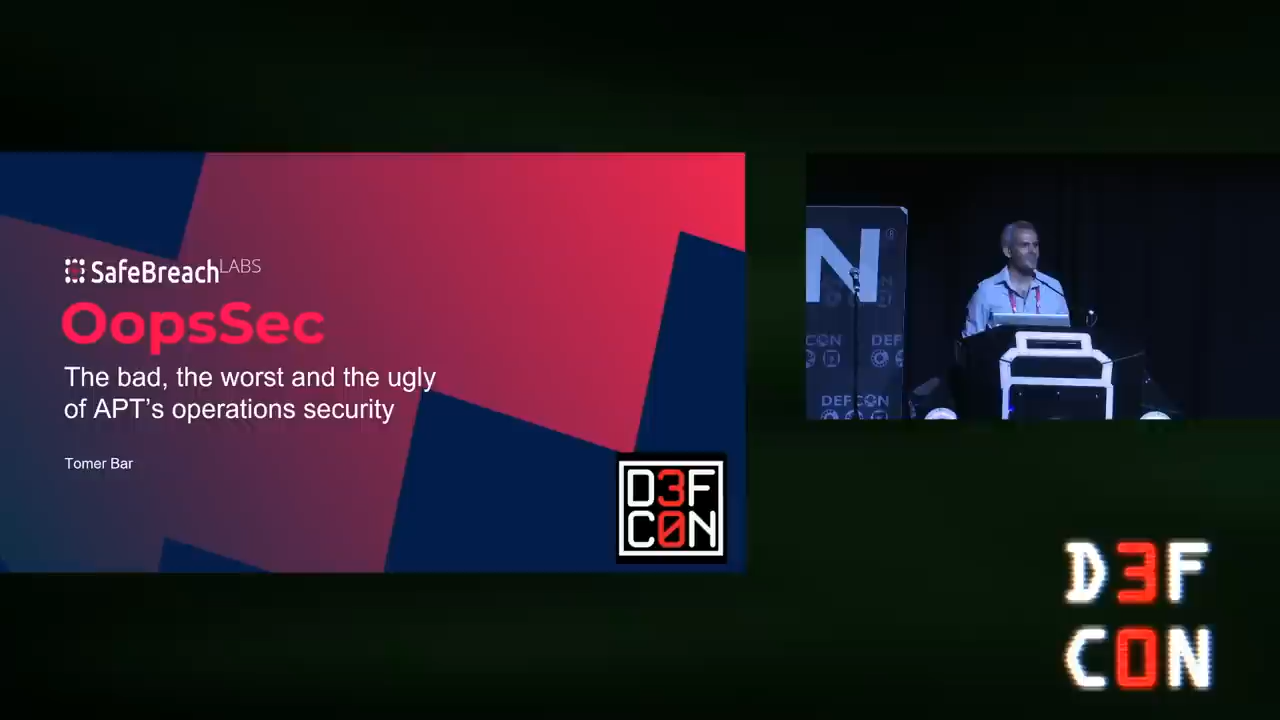 SafeBreach LABS
OopsSec
The bad, the worst and the ugly
of APT's operations security
Tomer Bar
D3F
C0N
N ®
DEFCON
D3F
C0N